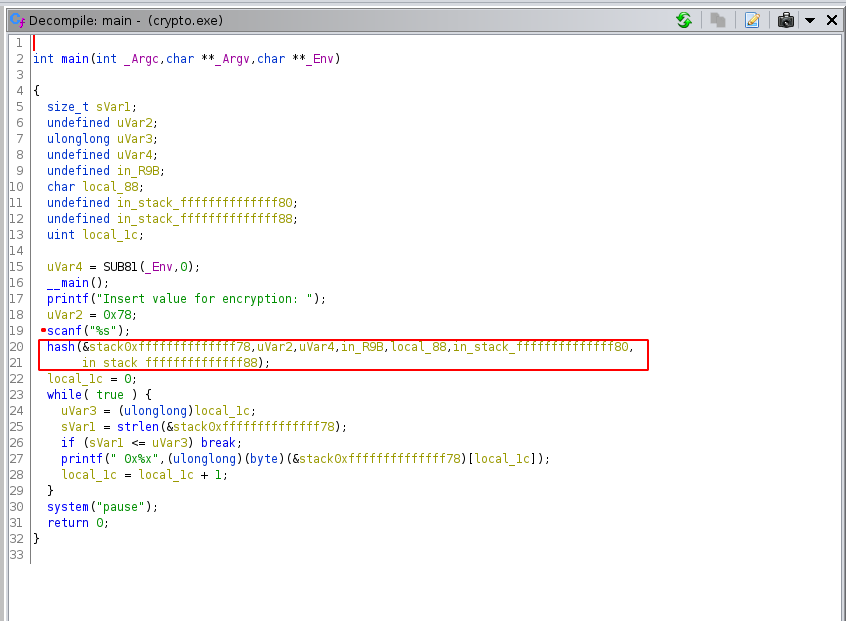 Decompile: main - (crypto.exe)
1
2 int main(int _Argc,char **_Argv,char **_Env)
3
4 {
5 size_t sVar1;
6 undefined uVar2;
7 ulonglong uVar3;
8 undefined uVar4;
9 undefined in_R9B;
10 char local_88;
11 undefined in_stack_ffffffffffffff80;
12 undefined in_stack_ffffffffffffff88;
13 uint local_1c;
14
15 uVar4 = SUB81(_Env,0);
16 __main();
17 printf("Insert value for encryption: ");
18 uVar2 = 0x78;
19 scanf("%s");
20 hash(&stack0xffffffffffffff78,uVar2,uVar4,in_R9B,local_88,in_stack_ffffffffffffff80,
21 in_stack_ffffffffffffff88);
22 local_1c = 0;
23 while( true ) {
24 uVar3 = (ulonglong)local_1c;
25 sVar1 = strlen(&stack0xffffffffffffff78);
26 if (sVar1 <= uVar3) break;
27 printf(" 0x%x",(ulonglong)(byte)(&stack0xffffffffffffff78)[local_1c]);
28 local_1c = local_1c + 1;
29 }
30 system("pause");
31 return 0;
32 }
33